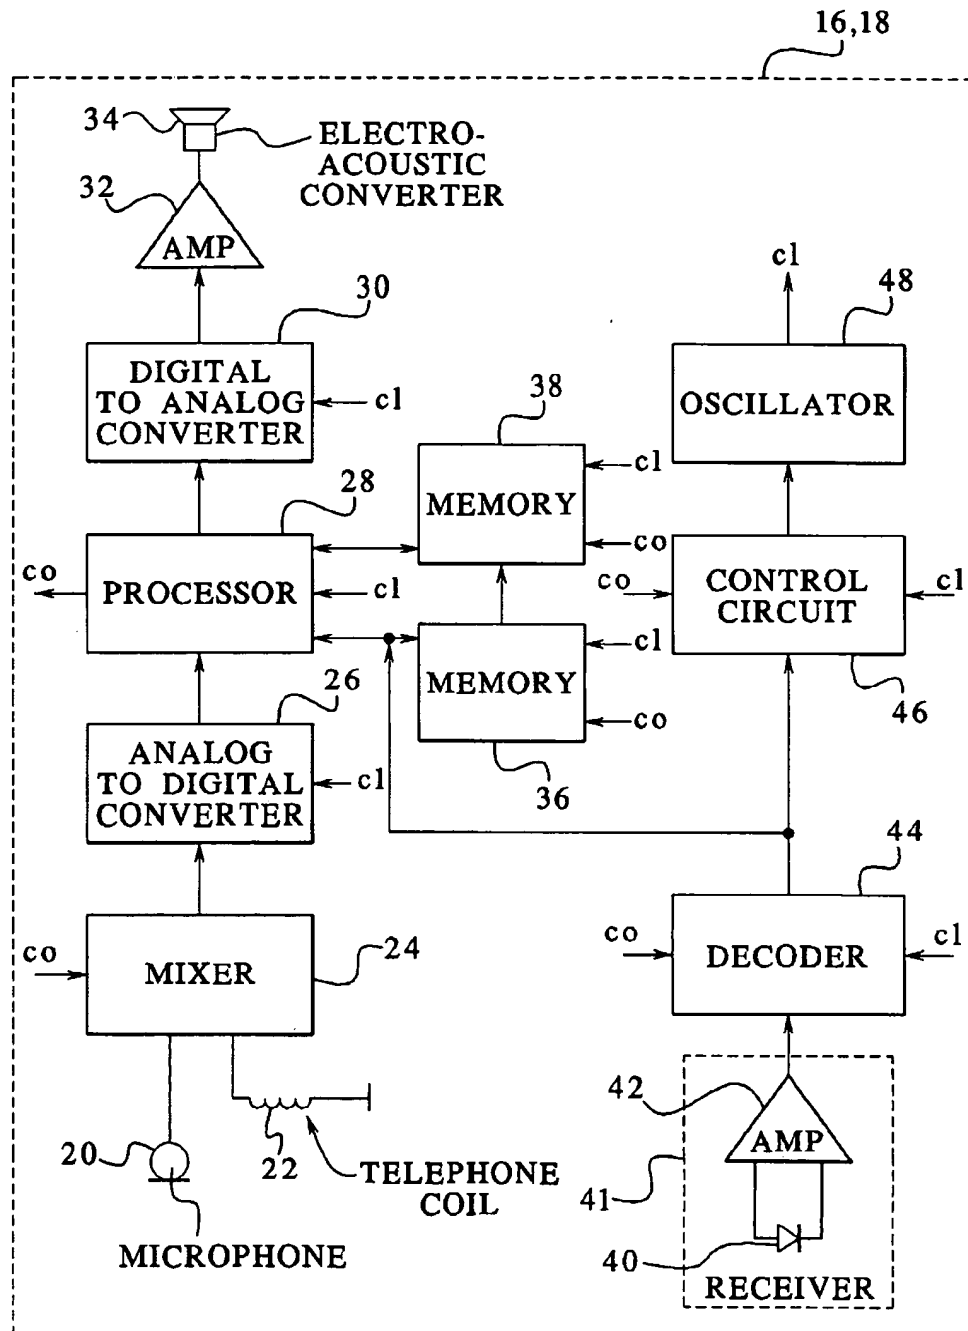 16,18
34
ELECTRO-
ACOUSTIC
CONVERTER
32
AMP
30
DIGITAL
TO ANALOG
CONVERTER
cl
cl
48
OSCILLATOR
38
MEMORY
cl
co
28
co
PROCESSOR
cl
co
CONTROL
CIRCUIT
cl
46
MEMORY
cl
co
36
26
ANALOG
TO DIGITAL
CONVERTER
cl
44
co
MIXER
24
co
DECODER
cl
20
22
TELEPHONE
COIL
MICROPHONE
42
AMP
41
40
RECEIVER